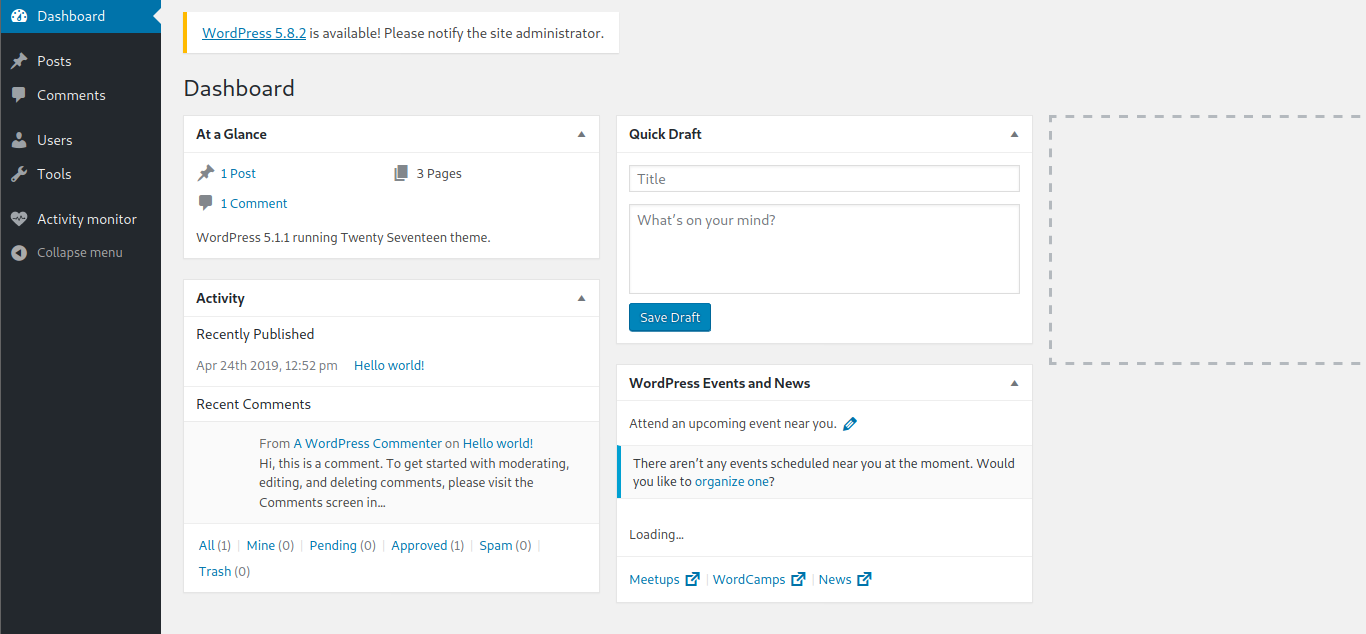 Dashboard
Posts
Comments
Users
Tools
Activity monitor
Collapse menu
WordPress 5.8.2 is available! Please notify the site administrator.
Dashboard
At a Glance
1 Post
3 Pages
1 Comment
WordPress 5.1.1 running Twenty Seventeen theme.
Activity
Recently Published
Apr 24th 2019, 12:52 pm Hello world!
Recent Comments
From A WordPress Commenter on Hello world!
Hi, this is a comment. To get started with moderating,
editing, and deleting comments, please visit the
Comments screen in…
All (1) | Mine (0) | Pending (0) | Approved (1) | Spam (0) |
Trash (0)
Quick Draft
Title
What’s on your mind?
Save Draft
WordPress Events and News
Attend an upcoming event near you.
There aren’t any events scheduled near you at the moment. Would
you like to organize one?
Loading…
Meetups | WordCamps | News